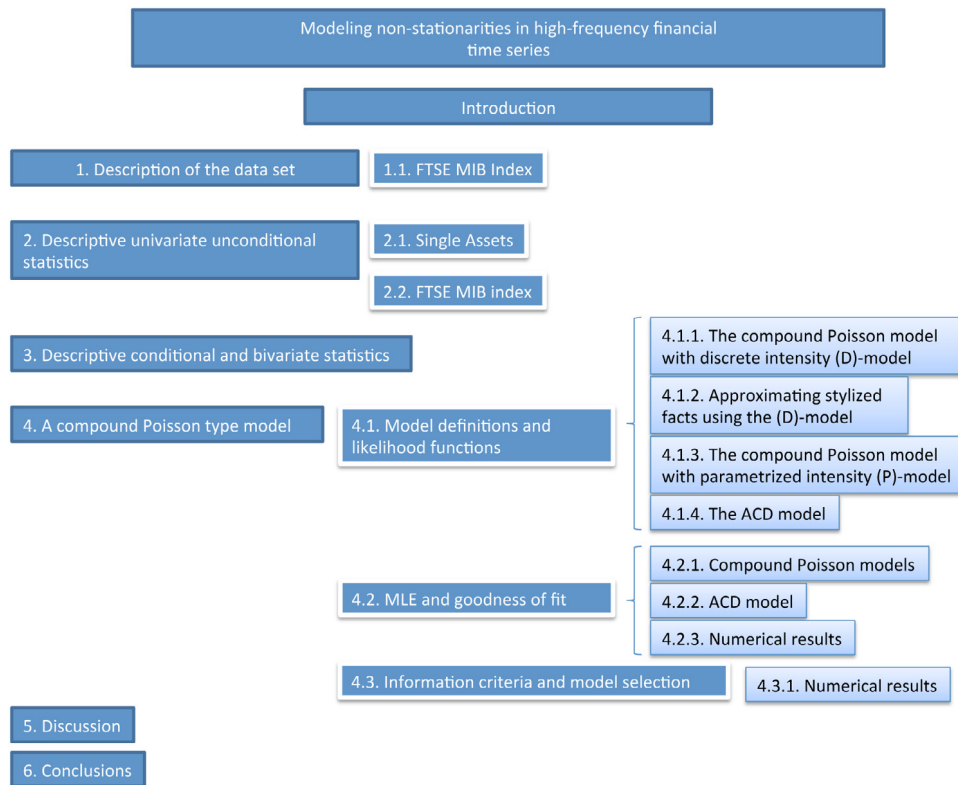 Modeling non-stationarities in high-frequency financial
time series
Introduction
1. Description of the data set
1.1. FTSE MIB Index
2. Descriptive univariate unconditional
statistics
2.1. Single Assets
2.2. FTSE MIB index
3. Descriptive conditional and bivariate statistics
4. A compound Poisson type model
4.1. Model definitions and
likelihood functions
4.1.1. The compound Poisson model
with discrete intensity (D)-model
4.1.2. Approximating stylized
facts using the (D)-model
4.1.3. The compound Poisson model
with parametrized intensity (P)-model
4.1.4. The ACD model
4.2. MLE and goodness of fit
4.2.1. Compound Poisson models
4.2.2. ACD model
4.2.3. Numerical results
4.3. Information criteria and model selection
4.3.1. Numerical results
5. Discussion
6. Conclusions